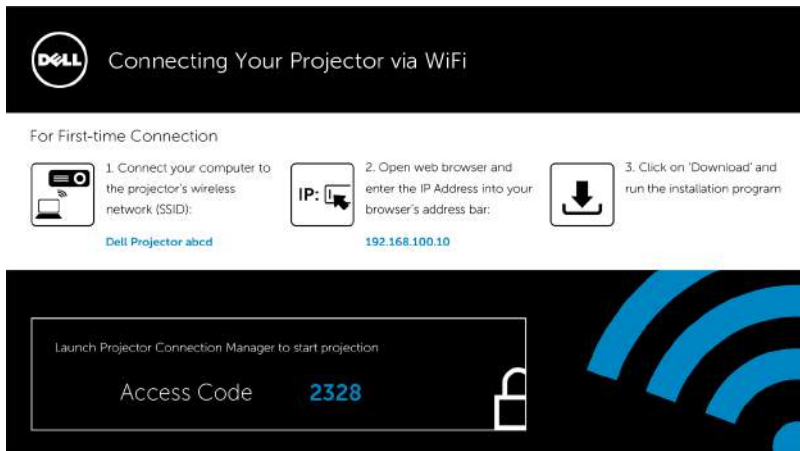 DELL
Connecting Your Projector via WiFi
For First-time Connection
1. Connect your computer to
the projector's wireless
network (SSID):
Dell Projector abcd
IP:
2. Open web browser and
enter the IP Address into your
browser's address bar:
192.168.100.10
3. Click on 'Download' and
run the installation program
Launch Projector Connection Manager to start projection
Access Code 2328